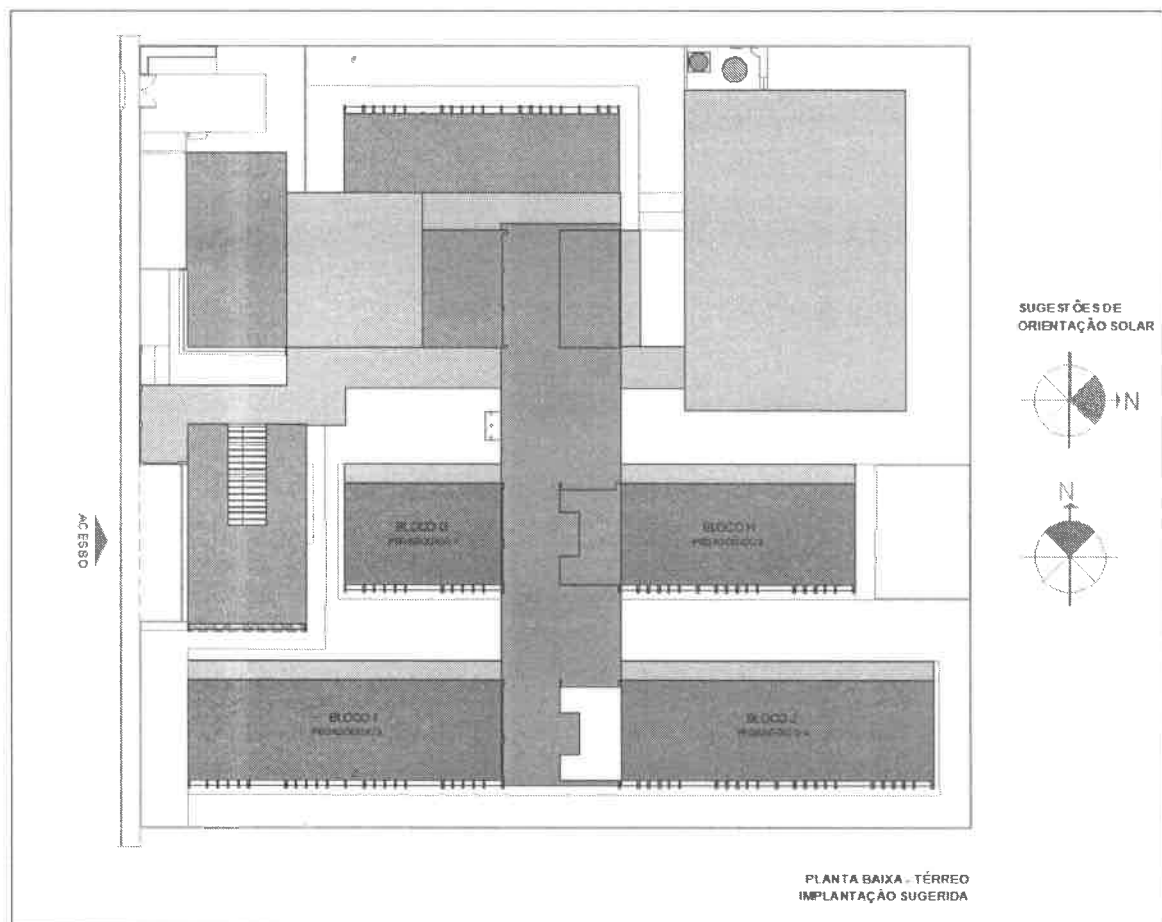 SUGESTÕES DE
ORIENTAÇÃO SOLAR
N
N
ACESSO
BLOCO G
BLOCO H
BLOCO I
BLOCO J
PLANTA BAIXA - TÉRREO
IMPLANTAÇÃO SUGERIDA